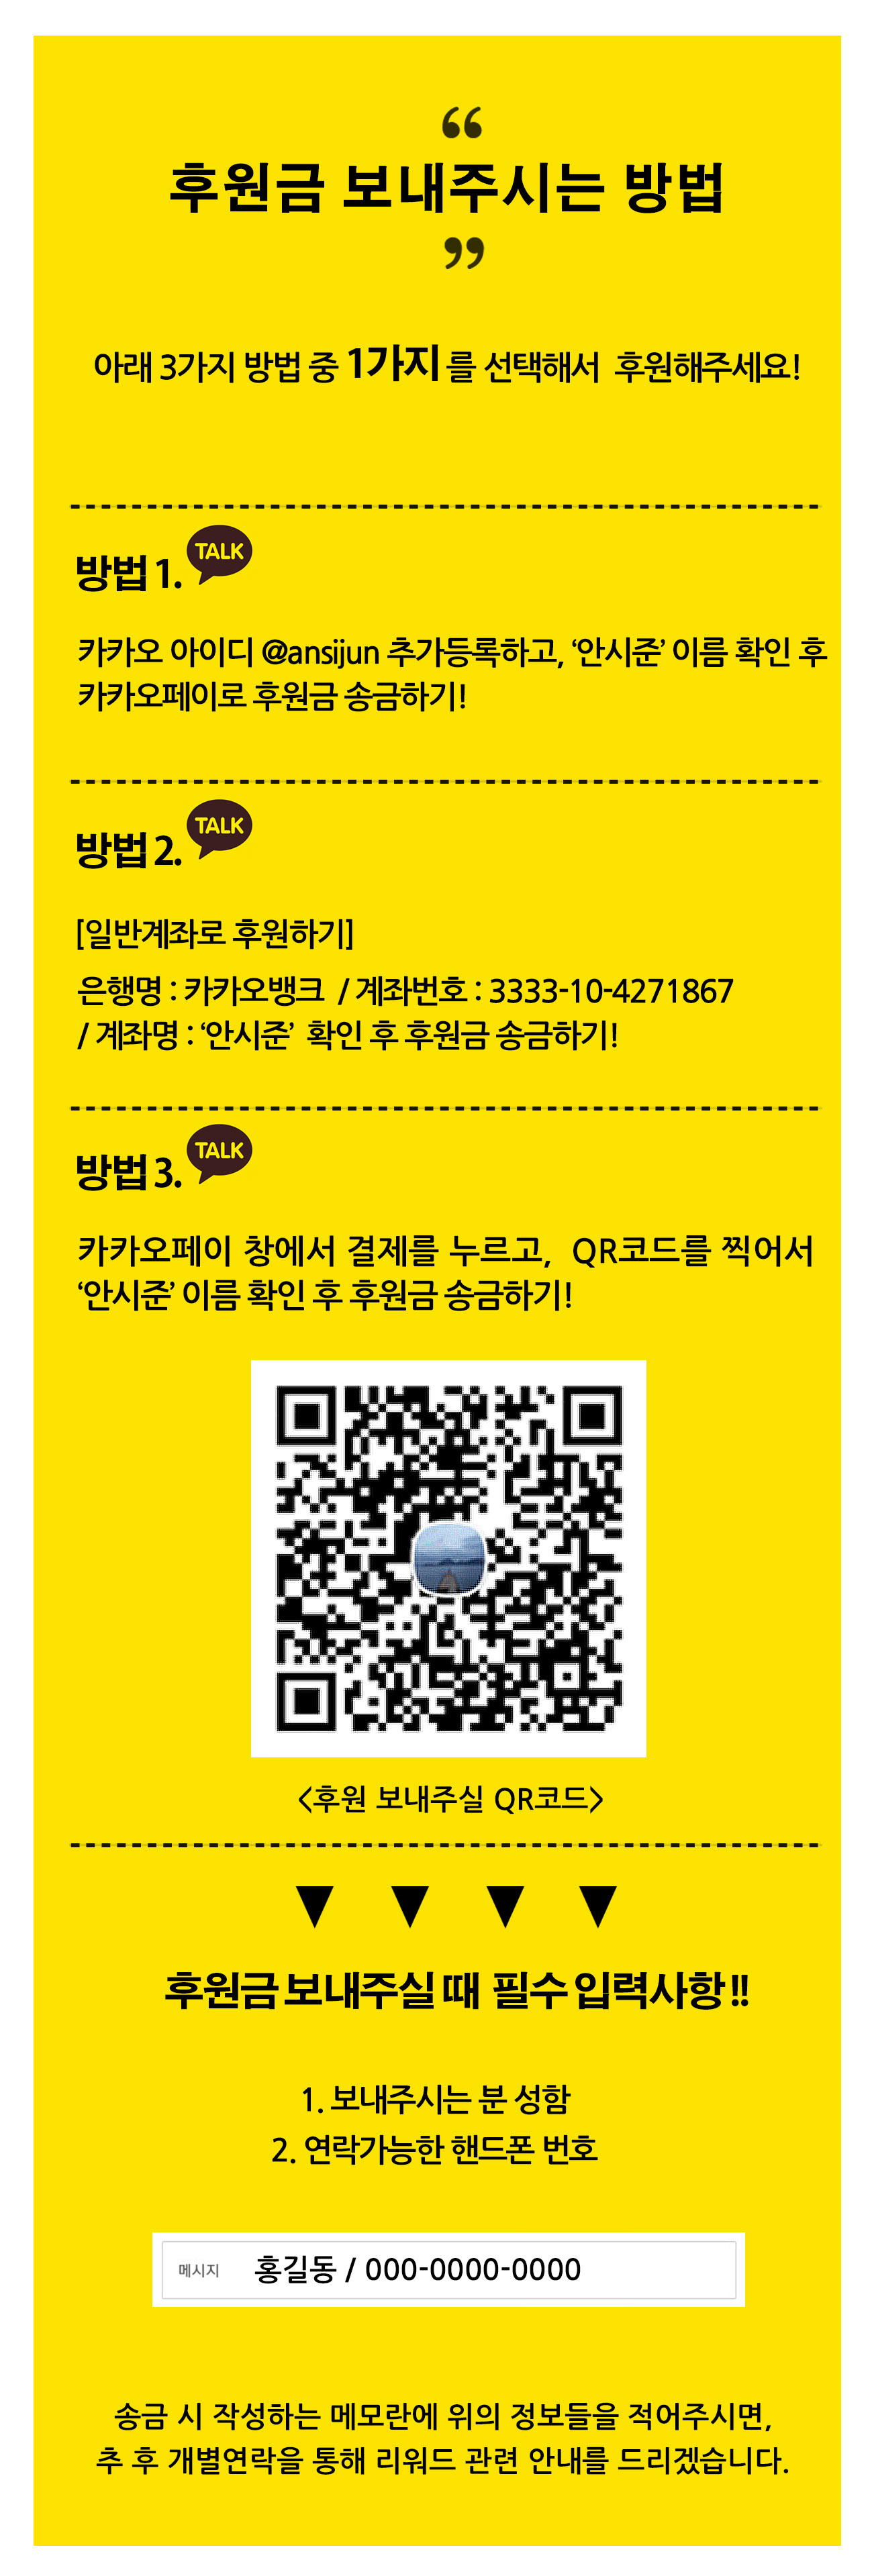 “
후원금 보내주시는 방법
”
아래 3가지 방법 중 1가지를 선택해서 후원해주세요!
방법 1. TALK
카카오 아이디 @ansijun 추가등록하고, ‘안시준’ 이름 확인 후
카카오페이로 후원금 송금하기!
방법 2. TALK
[일반계좌로 후원하기]
은행명 : 카카오뱅크 / 계좌번호 : 3333-10-4271867
/ 계좌명 : ‘안시준’ 확인 후 후원금 송금하기!
방법 3. TALK
카카오페이 창에서 결제를 누르고, QR코드를 찍어서
‘안시준’ 이름 확인 후 후원금 송금하기!
<후원 보내주실 QR코드>
후원금 보내주실 때 필수 입력사항!!
1. 보내주시는 분 성함
2. 연락가능한 핸드폰 번호
메시지 홍길동 / 000-0000-0000
송금 시 작성하는 메모란에 위의 정보들을 적어주시면,
추 후 개별연락을 통해 리워드 관련 안내를 드리겠습니다.